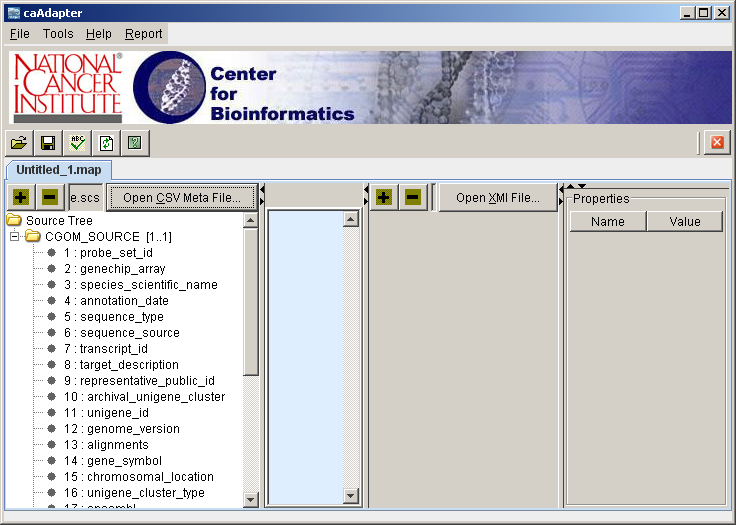 caAdapter
File Tools Help Report
NATIONAL
CANCER
INSTITUTE
Center
for
Bioinformatics
ABC
Untitled_1.map
e.scs Open CSV Meta File... Open XMI File...
Properties
Name Value
Source Tree
CGOM_SOURCE [1..1]
1 : probe_set_id
2 : genechip_array
3 : species_scientific_name
4 : annotation_date
5 : sequence_type
6 : sequence_source
7 : transcript_id
8 : target_description
9 : representative_public_id
10 : archival_unigene_cluster
11 : unigene_id
12 : genome_version
13 : alignments
14 : gene_symbol
15 : chromosomal_location
16 : unigene_cluster_type
17 : ensembl